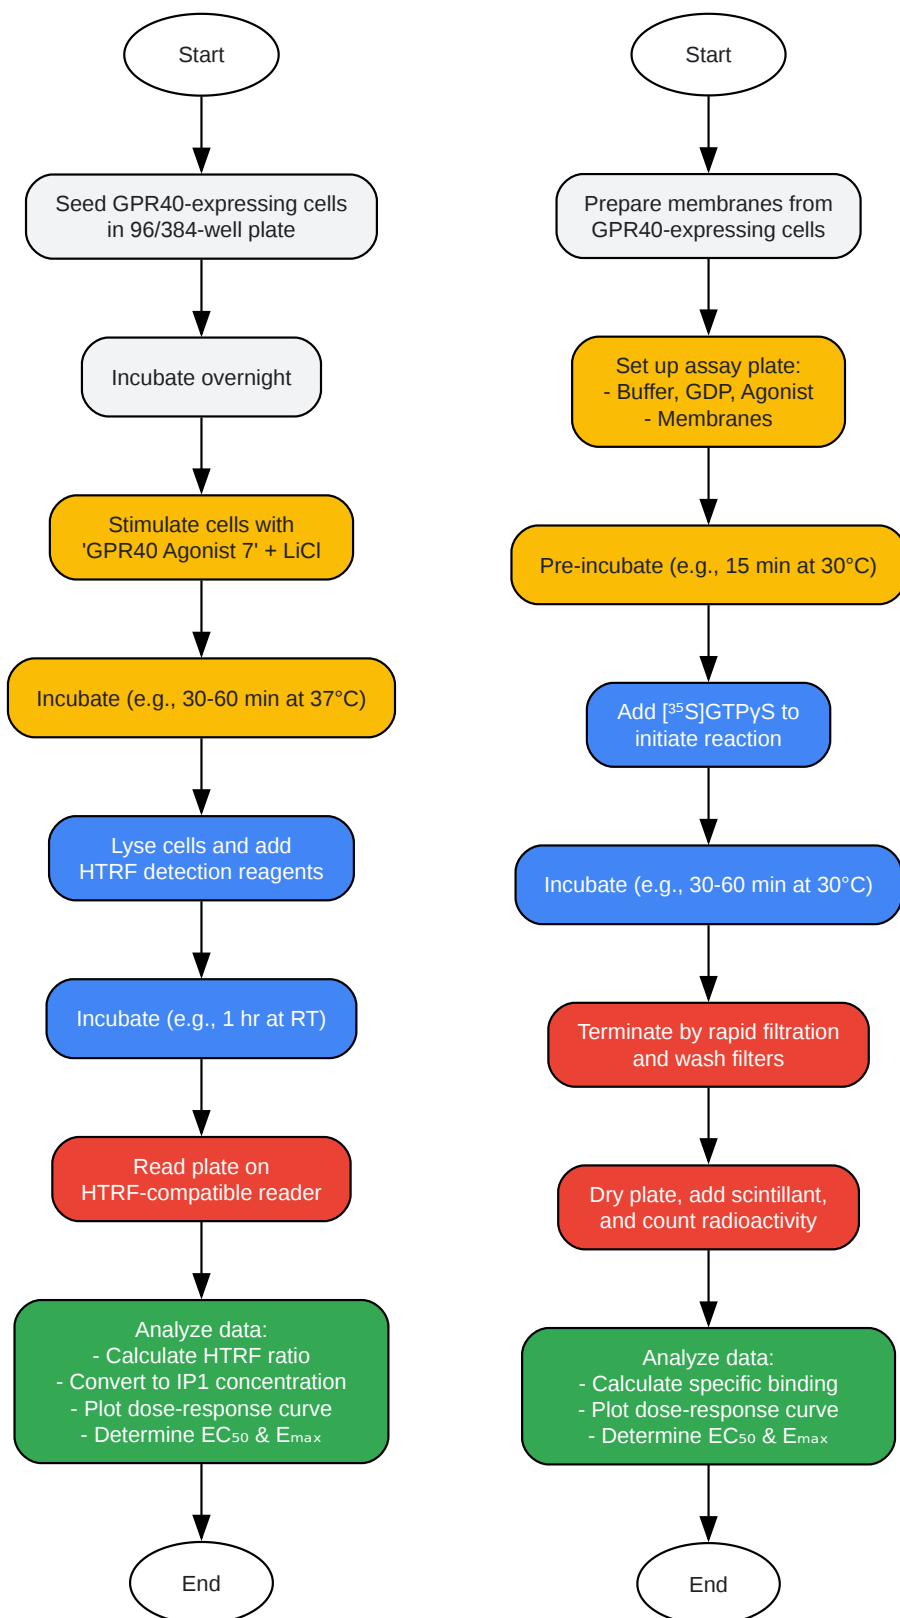 Start
Seed GPR40-expressing cells
in 96/384-well plate
Incubate overnight
Stimulate cells with
'GPR40 Agonist 7' + LiCl
Incubate (e.g., 30-60 min at 37°C)
Lyse cells and add
HTRF detection reagents
Incubate (e.g., 1 hr at RT)
Read plate on
HTRF-compatible reader
Analyze data:
- Calculate HTRF ratio
- Convert to IP1 concentration
- Plot dose-response curve
- Determine EC₅₀ & Eₘₐₓ
End
Start
Prepare membranes from
GPR40-expressing cells
Set up assay plate:
- Buffer, GDP, Agonist
- Membranes
Pre-incubate (e.g., 15 min at 30°C)
Add [³⁵S]GTPγS to
initiate reaction
Incubate (e.g., 30-60 min at 30°C)
Terminate by rapid filtration
and wash filters
Dry plate, add scintillant,
and count radioactivity
Analyze data:
- Calculate specific binding
- Plot dose-response curve
- Determine EC₅₀ & Eₘₐₓ
End